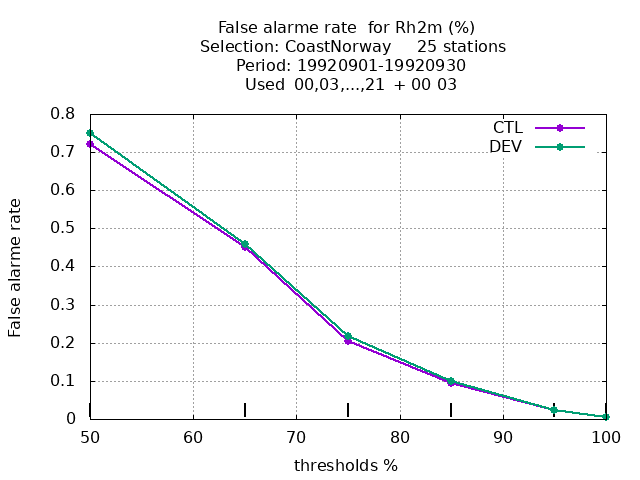 False alarme rate  for Rh2m (%)
Selection: CoastNorway     25 stations
Period: 19920901-19920930
Used  00,03,...,21  + 00 03
CTL
DEV
0.8
0.7
0.6
0.5
0.4
0.3
0.2
0.1
0
False alarme rate
50 60 70 80 90 100
thresholds %